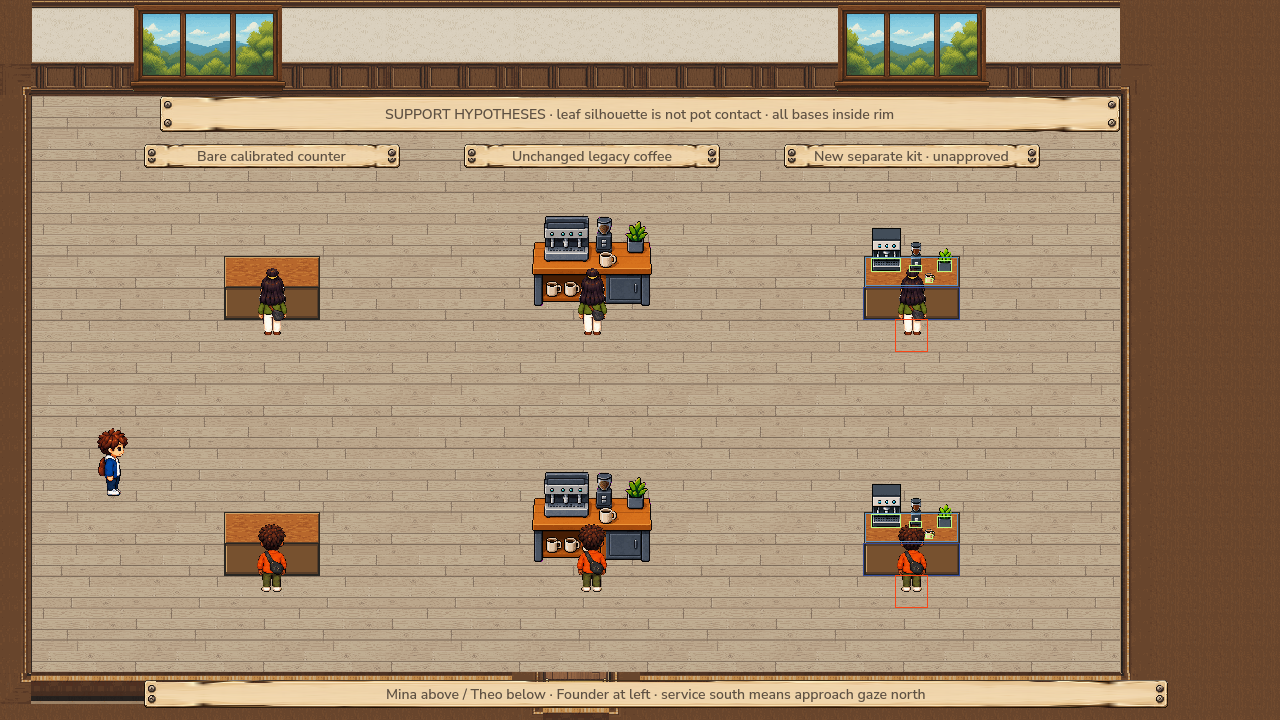 SUPPORT HYPOTHESES · leaf silhouette is not pot contact · all bases inside rim
Bare calibrated counter
Unchanged legacy coffee
New separate kit · unapproved
Mina above / Theo below · Founder at left · service south means approach gaze north